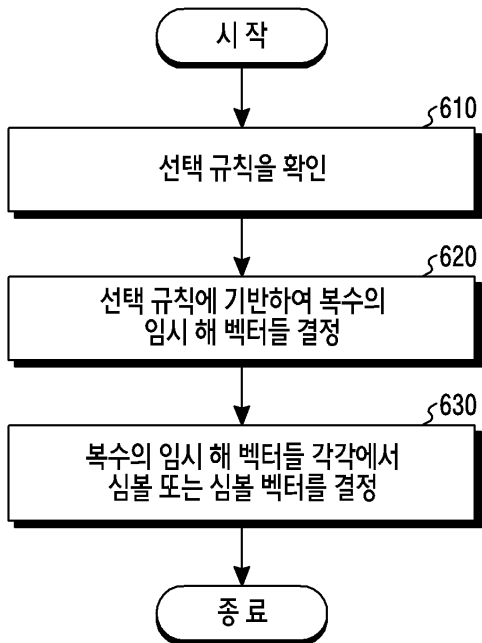 시 작
610
선택 규칙을 확인
620
선택 규칙에 기반하여 복수의
임시 해 벡터들 결정
630
복수의 임시 해 벡터들 각각에서
심볼 또는 심볼 벡터를 결정
종 료